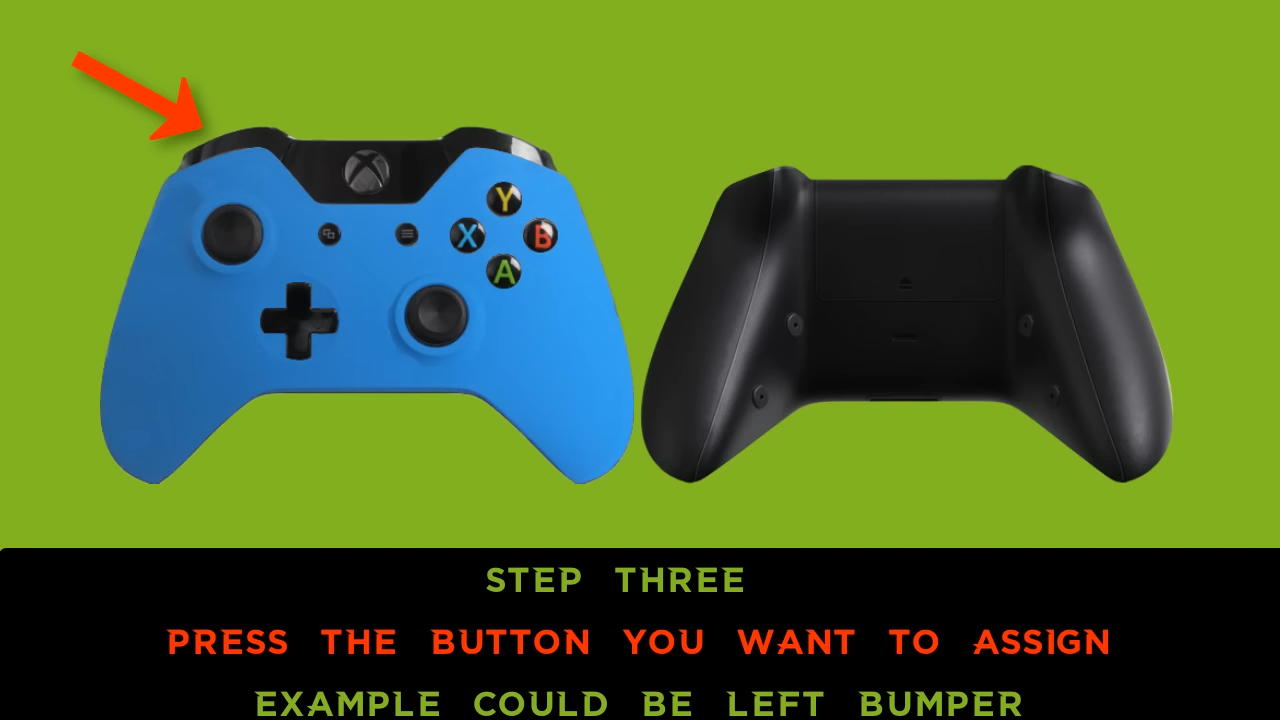 Y
X B
A
STEP THREE
PRESS THE BUTTON YOU WANT TO ASSIGN
EXAMPLE COULD BE LEFT BUMPER